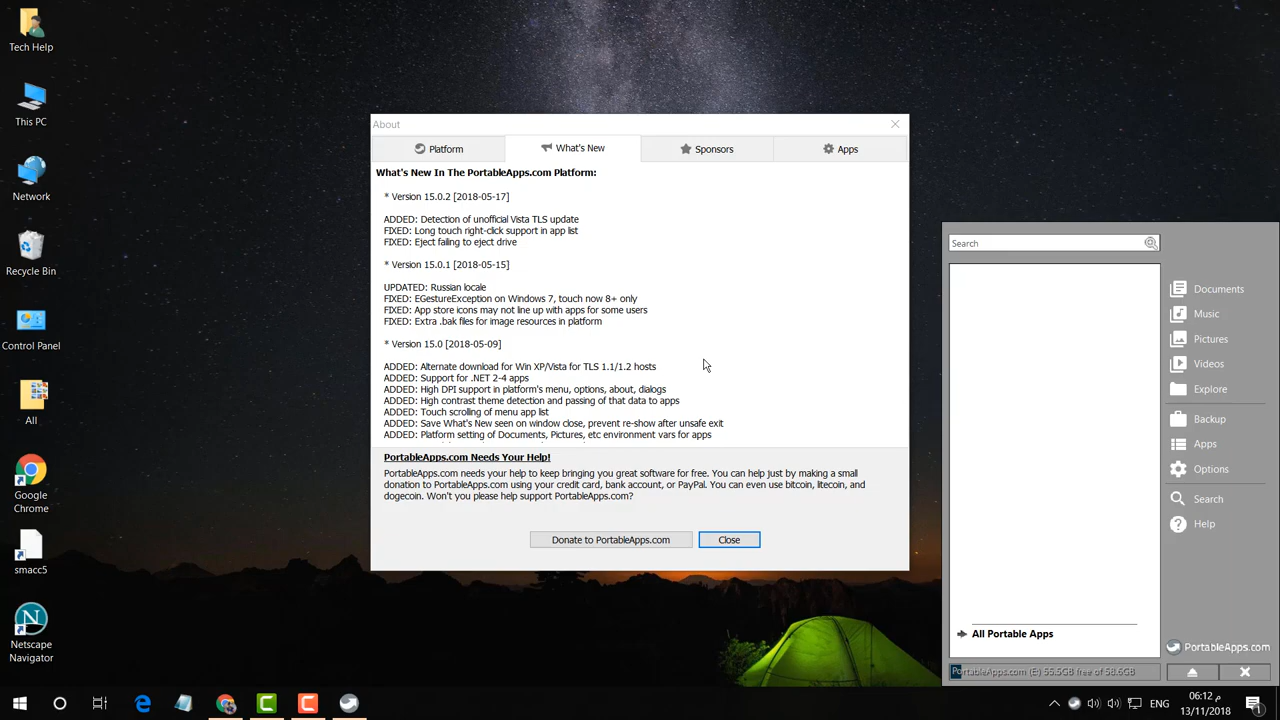 Tech Help
This PC
Network
Recycle Bin
Control Panel
All
Google
Chrome
smacc5
Netscape
Navigator
About
Platform
What's New
Sponsors
Apps
What's New In The PortableApps.com Platform:
* Version 15.0.2 [2018-05-17]
ADDED: Detection of unofficial Vista TLS update
FIXED: Long touch right-click support in app list
FIXED: Eject failing to eject drive
* Version 15.0.1 [2018-05-15]
UPDATED: Russian locale
FIXED: EGestureException on Windows 7, touch now 8+ only
FIXED: App store icons may not line up with apps for some users
FIXED: Extra .bak files for image resources in platform
* Version 15.0 [2018-05-09]
ADDED: Alternate download for Win XP/Vista for TLS 1.1/1.2 hosts
ADDED: Support for .NET 2-4 apps
ADDED: High DPI support in platform's menu, options, about, dialogs
ADDED: High contrast theme detection and passing of that data to apps
ADDED: Touch scrolling of menu app list
ADDED: Save What's New seen on window close, prevent re-show after unsafe exit
ADDED: Platform setting of Documents, Pictures, etc environment vars for apps
PortableApps.com Needs Your Help!
PortableApps.com needs your help to keep bringing you great software for free. You can help just by making a small
donation to PortableApps.com using your credit card, bank account, or PayPal. You can even use bitcoin, litecoin, and
dogecoin. Won't you please help support PortableApps.com?
Donate to PortableApps.com
Close
Search
Documents
Music
Pictures
Videos
Explore
Backup
Apps
Options
Search
Help
All Portable Apps
PortableApps.com
PortableApps.com (E:) 55.5GB free of 58.6GB
ENG
06:12 م
13/11/2018
1